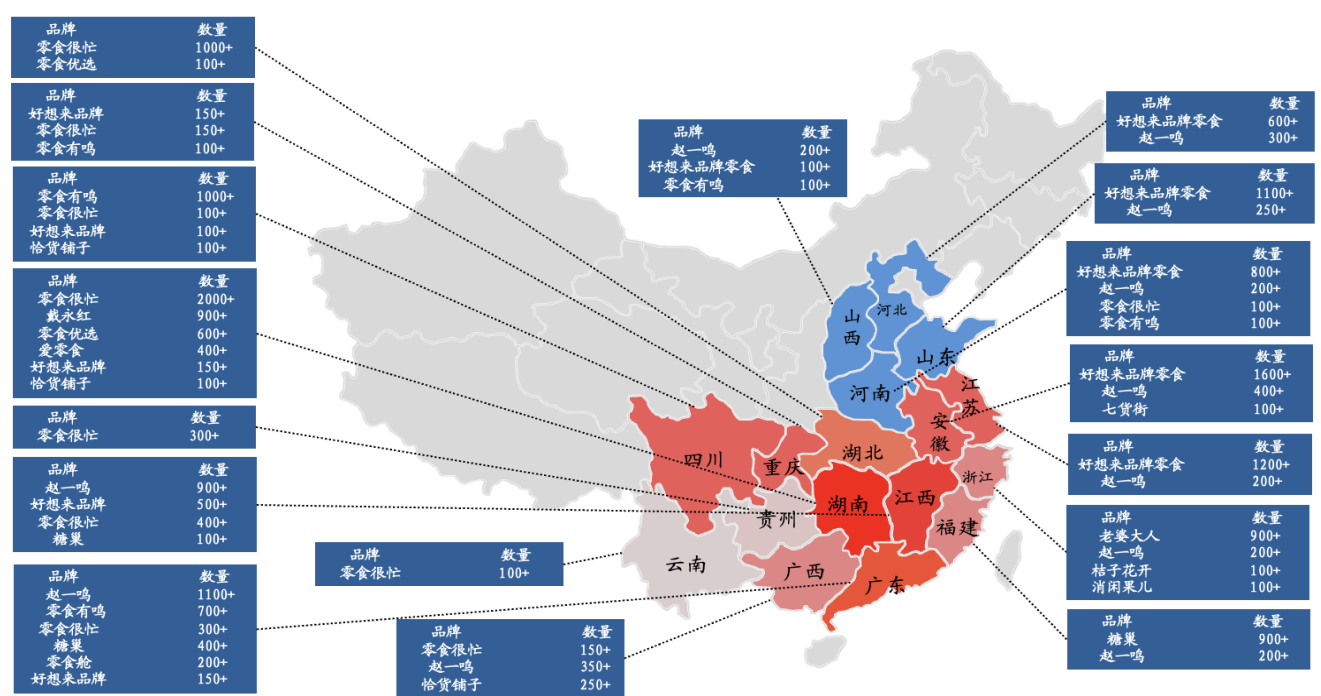 品牌 数量
零食很忙 1000+
零食优选 100+
品牌 数量
好想来品牌 150+
零食很忙 150+
零食有鸣 100+
品牌 数量
零食有鸣 1000+
零食很忙 100+
好想来品牌 100+
恰货铺子 100+
品牌 数量
零食很忙 2000+
戴永红 900+
零食优选 600+
爱零食 400+
好想来品牌 150+
恰货铺子 100+
品牌 数量
零食很忙 300+
品牌 数量
赵一鸣 900+
好想来品牌 500+
零食很忙 400+
糖巢 100+
品牌 数量
赵一鸣 1100+
零食有鸣 700+
零食很忙 300+
糖巢 400+
零食舱 200+
好想来品牌 150+
品牌 数量
零食很忙 100+
品牌 数量
零食很忙 150+
赵一鸣 350+
恰货铺子 250+
品牌 数量
赵一鸣 200+
好想来品牌零食 100+
零食有鸣 100+
山西
河北
山东
河南
江苏
安徽
四川
重庆
湖北
浙江
湖南
江西
贵州
福建
云南
广西
广东
品牌 数量
好想来品牌零食 600+
赵一鸣 300+
品牌 数量
好想来品牌零食 1100+
赵一鸣 250+
品牌 数量
好想来品牌零食 800+
赵一鸣 200+
零食很忙 100+
零食有鸣 100+
品牌 数量
好想来品牌零食 1600+
赵一鸣 400+
七货街 100+
品牌 数量
好想来品牌零食 1200+
赵一鸣 200+
品牌 数量
老婆大人 900+
赵一鸣 200+
桔子花开 100+
消闲果儿 100+
品牌 数量
糖巢 900+
赵一鸣 200+